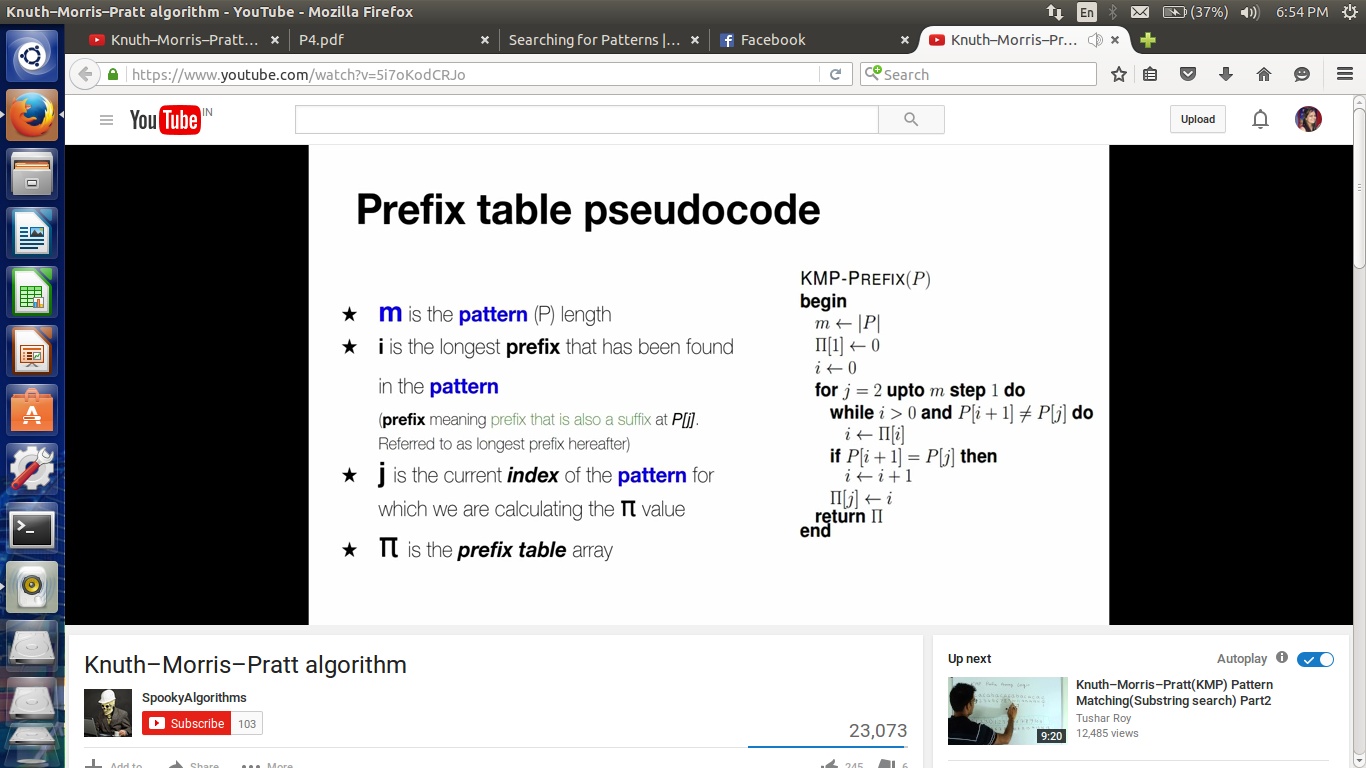 Knuth–Morris–Pratt algorithm - YouTube - Mozilla Firefox
En
(37%)
6:54 PM
Knuth–Morris–Pratt...
P4.pdf
Searching for Patterns |...
Facebook
Knuth–Morris–Pr...
https://www.youtube.com/watch?v=5i7oKodCRJo
Search
YouTube IN
Upload
Prefix table pseudocode
★ m is the pattern (P) length
★ i is the longest prefix that has been found
in the pattern
(prefix meaning prefix that is also a suffix at P[j].
Referred to as longest prefix hereafter)
★ j is the current index of the pattern for
which we are calculating the π value
★ π is the prefix table array
KMP-PREFIX(P)
begin
m ← |P|
Π[1] ← 0
i ← 0
for j = 2 upto m step 1 do
while i > 0 and P[i + 1] ≠ P[j] do
i ← Π[i]
if P[i + 1] = P[j] then
i ← i + 1
Π[j] ← i
return Π
end
Knuth–Morris–Pratt algorithm
SpookyAlgorithms
Subscribe 103
23,073
Add to
Share
More
245
6
Up next
Autoplay
Knuth–Morris–Pratt(KMP) Pattern
Matching(Substring search) Part2
Tushar Roy
12,485 views
9:20